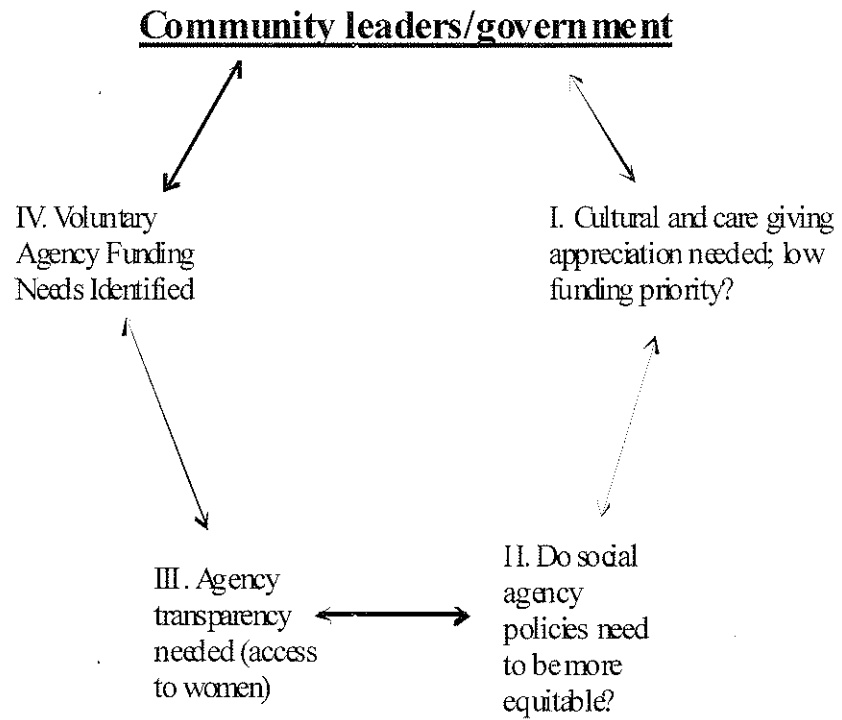 Community leaders/government
IV. Voluntary
Agency Funding
Needs Identified
I. Cultural and care giving
appreciation needed; low
funding priority?
III. Agency
transparency
needed (access
to women)
II. Do social
agency
policies need
to be more
equitable?